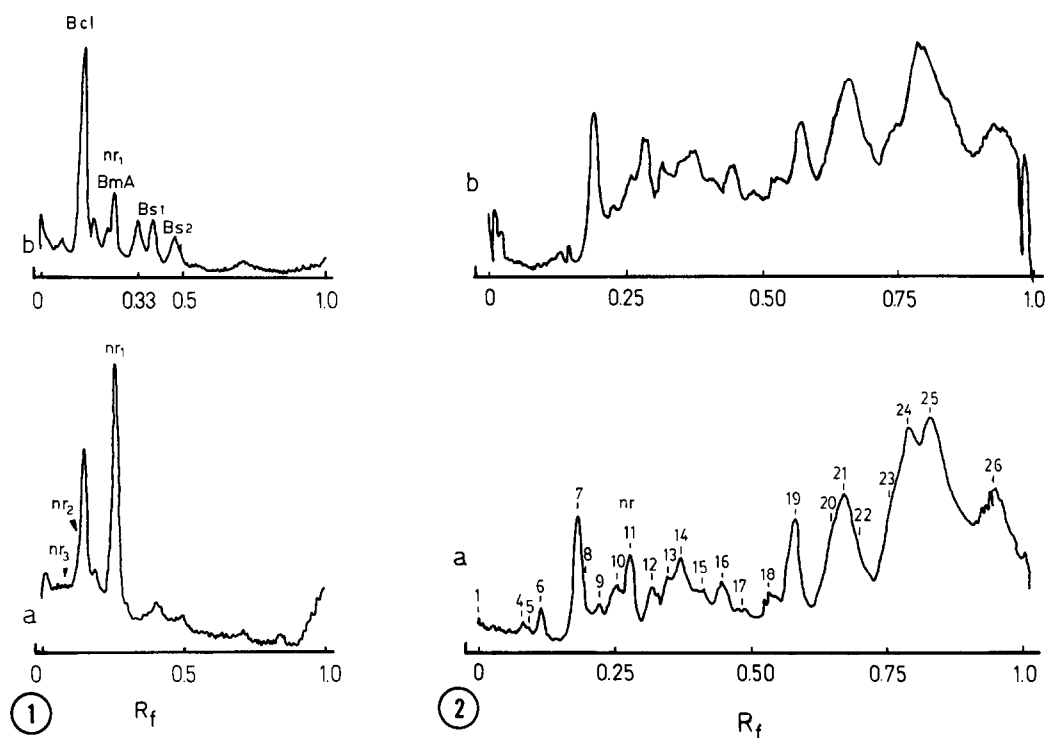 Bcl
nr1
BmA
Bs1
Bs2
b
0 0.33 0.5 1.0
nr1
nr2
nr3
a
0 0.5 1.0
1 Rf
b
0 0.25 0.50 0.75 1.0
nr
1 4 5 6 7 8 9 10 11 12 13 14 15 16 17 18 19 20 21 22 23 24 25 26
a
0 0.25 0.50 0.75 1.0
2 Rf